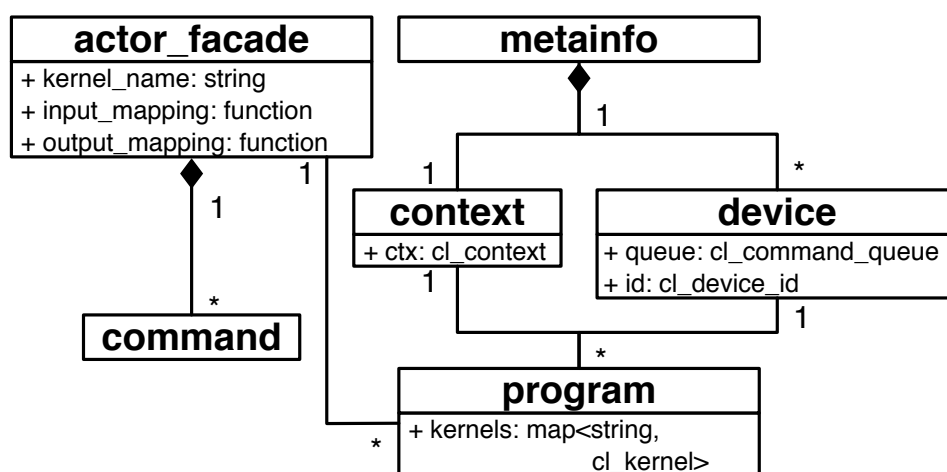 actor_facade
+ kernel_name: string
+ input_mapping: function
+ output_mapping: function
1
1
*
command
metainfo
1
1
*
context
+ ctx: cl_context
1
device
+ queue: cl_command_queue
+ id: cl_device_id
1
*
program
+ kernels: map<string,
cl_kernel>
*